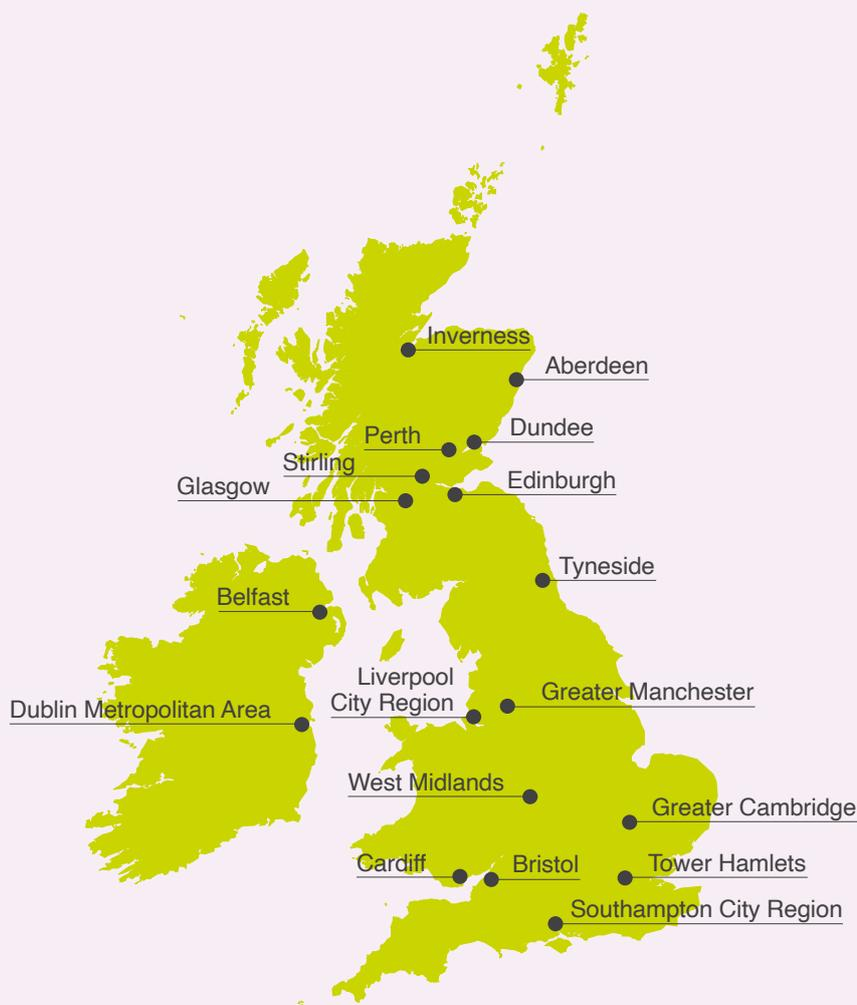 Inverness
Aberdeen
Dundee
Perth
Stirling
Edinburgh
Glasgow
Tyneside
Belfast
Liverpool
City Region
Greater Manchester
Dublin Metropolitan Area
West Midlands
Greater Cambridge
Cardiff
Bristol
Tower Hamlets
Southampton City Region